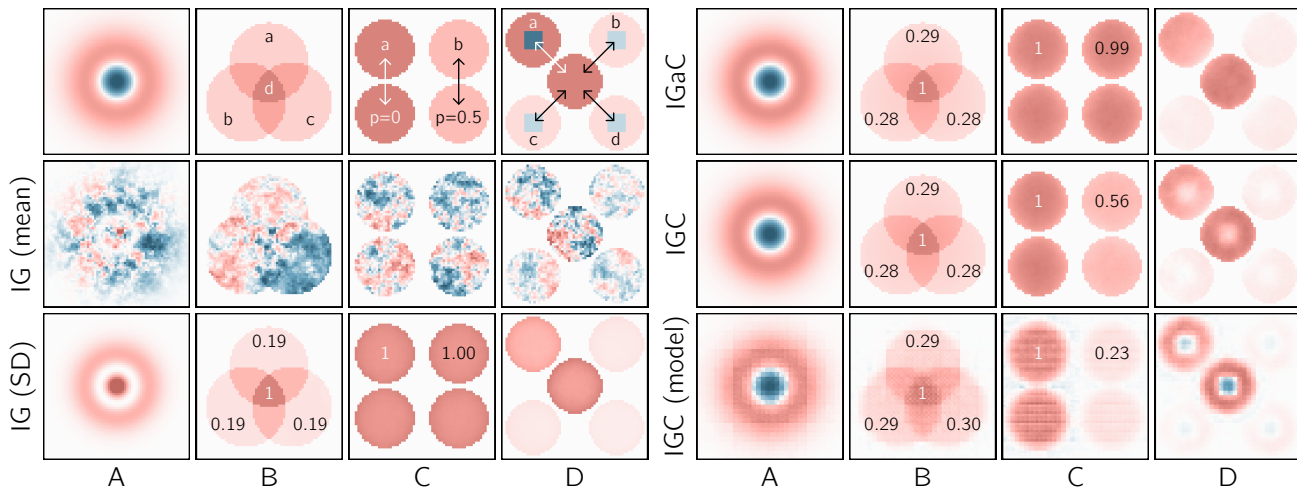 a
d
b c
a b
p=0 p=0.5
a b
c d
IGaC
0.29
1
0.28 0.28
1 0.99
IG (mean)
IGC
0.29
1
0.28 0.28
1 0.56
IG (SD)
0.19
1
0.19 0.19
1 1.00
IGC (model)
0.29
1
0.29 0.30
1 0.23
A B C D A B C D